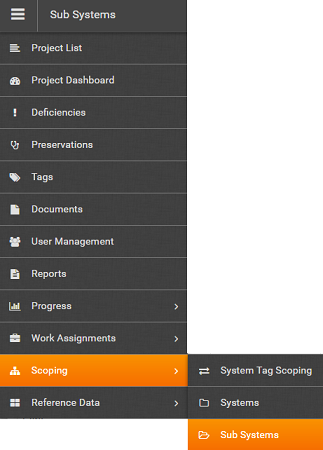 Sub Systems
Project List
Project Dashboard
Deficiencies
Preservations
Tags
Documents
User Management
Reports
Progress
Work Assignments
Scoping
System Tag Scoping
Reference Data
Systems
Sub Systems